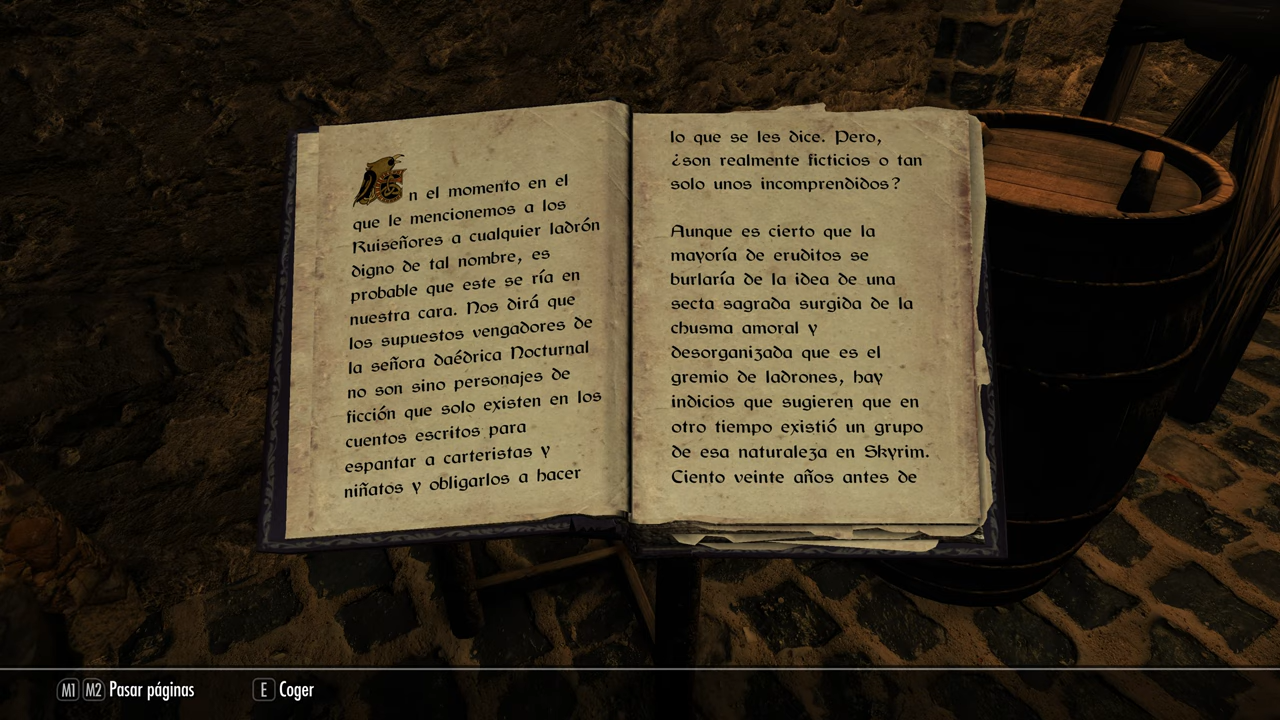 En el momento en el
que le mencionemos a los
Ruiseñores a cualquier ladrón
digno de tal nombre, es
probable que este se ría en
nuestra cara. Nos dirá que
los supuestos vengadores de
la señora daédrica Nocturnal
no son sino personajes de
ficción que solo existen en los
cuentos escritos para
espantar a carteristas y
niñatos y obligarlos a hacer
lo que se les dice. Pero,
¿son realmente ficticios o tan
solo unos incomprendidos?
Aunque es cierto que la
mayoría de eruditos se
burlaría de la idea de una
secta sagrada surgida de la
chusma amoral y
desorganizada que es el
gremio de ladrones, hay
indicios que sugieren que en
otro tiempo existió un grupo
de esa naturaleza en Skyrim.
Ciento veinte años antes de
M1 M2 Pasar páginas E Coger